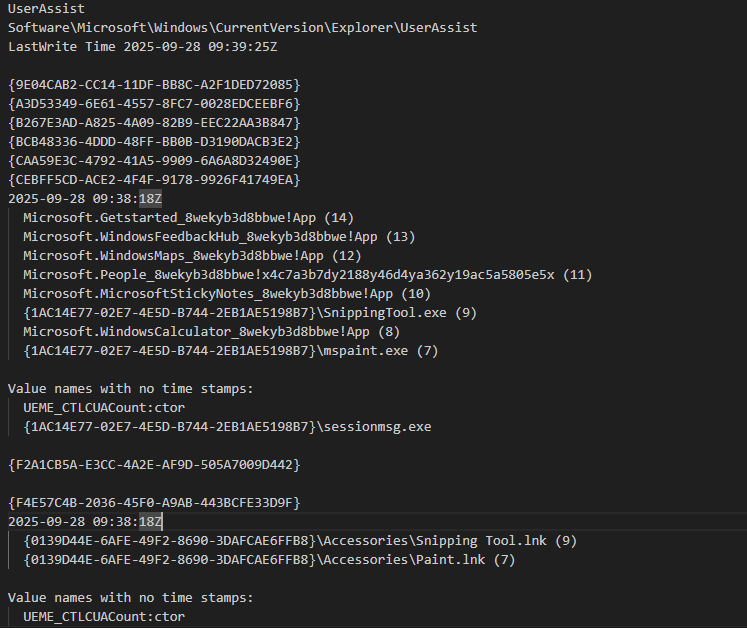 UserAssist
Software\Microsoft\Windows\CurrentVersion\Explorer\UserAssist
LastWrite Time 2025-09-28 09:39:25Z
{9E04CAB2-CC14-11DF-BB8C-A2F1DED72085}
{A3D53349-6E61-4557-8FC7-0028EDCEEBF6}
{B267E3AD-A825-4A09-82B9-EEC22AA3B847}
{BCB48336-4DDD-48FF-BB0B-D3190DACB3E2}
{CAA59E3C-4792-41A5-9909-6A6A8D32490E}
{CEBFF5CD-ACE2-4F4F-9178-9926F41749EA}
2025-09-28 09:38:18Z
Microsoft.Getstarted_8wekyb3d8bbwe!App (14)
Microsoft.WindowsFeedbackHub_8wekyb3d8bbwe!App (13)
Microsoft.WindowsMaps_8wekyb3d8bbwe!App (12)
Microsoft.People_8wekyb3d8bbwe!x4c7a3b7dy2188y46d4ya362y19ac5a5805e5x (11)
Microsoft.MicrosoftStickyNotes_8wekyb3d8bbwe!App (10)
{1AC14E77-02E7-4E5D-B744-2EB1AE5198B7}\SnippingTool.exe (9)
Microsoft.WindowsCalculator_8wekyb3d8bbwe!App (8)
{1AC14E77-02E7-4E5D-B744-2EB1AE5198B7}\mspaint.exe (7)
Value names with no time stamps:
UEME_CTLCUACount:ctor
{1AC14E77-02E7-4E5D-B744-2EB1AE5198B7}\sessionmsg.exe
{F2A1CB5A-E3CC-4A2E-AF9D-505A7009D442}
{F4E57C4B-2036-45F0-A9AB-443BCFE33D9F}
2025-09-28 09:38:18Z
{0139D44E-6AFE-49F2-8690-3DAFCAE6FFB8}\Accessories\Snipping Tool.lnk (9)
{0139D44E-6AFE-49F2-8690-3DAFCAE6FFB8}\Accessories\Paint.lnk (7)
Value names with no time stamps:
UEME_CTLCUACount:ctor